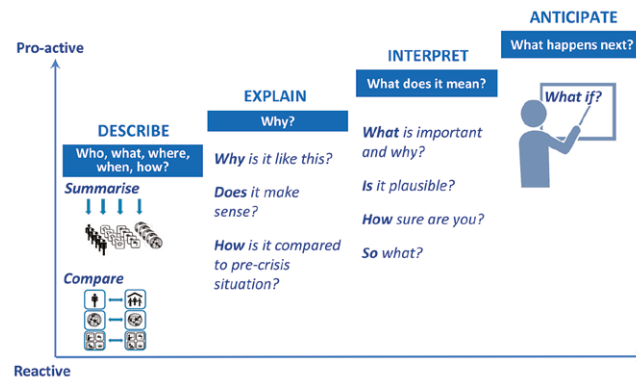 Pro-active
Reactive
DESCRIBE
Who, what, where,
when, how?
Summarise
Compare
EXPLAIN
Why?
Why is it like this?
Does it make
sense?
How is it compared
to pre-crisis
situation?
INTERPRET
What does it mean?
What is important
and why?
Is it plausible?
How sure are you?
So what?
ANTICIPATE
What happens next?
What if?